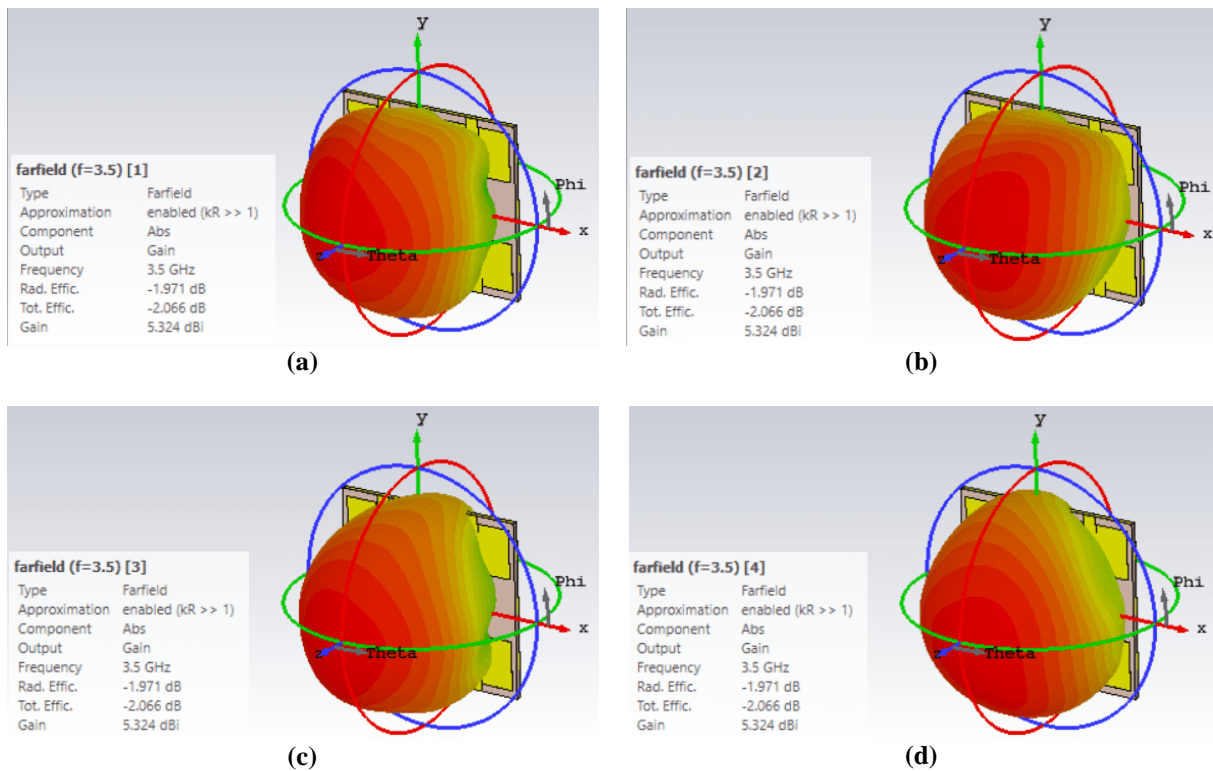 y
Phi
x
z
Theta
farfield (f=3.5) [1]
Type Farfield
Approximation enabled (kR >> 1)
Component Abs
Output Gain
Frequency 3.5 GHz
Rad. Effic. -1.971 dB
Tot. Effic. -2.066 dB
Gain 5.324 dBi
(a)
y
Phi
x
z
Theta
farfield (f=3.5) [2]
Type Farfield
Approximation enabled (kR >> 1)
Component Abs
Output Gain
Frequency 3.5 GHz
Rad. Effic. -1.971 dB
Tot. Effic. -2.066 dB
Gain 5.324 dBi
(b)
y
Phi
x
z
Theta
farfield (f=3.5) [3]
Type Farfield
Approximation enabled (kR >> 1)
Component Abs
Output Gain
Frequency 3.5 GHz
Rad. Effic. -1.971 dB
Tot. Effic. -2.066 dB
Gain 5.324 dBi
(c)
y
Phi
x
z
Theta
farfield (f=3.5) [4]
Type Farfield
Approximation enabled (kR >> 1)
Component Abs
Output Gain
Frequency 3.5 GHz
Rad. Effic. -1.971 dB
Tot. Effic. -2.066 dB
Gain 5.324 dBi
(d)